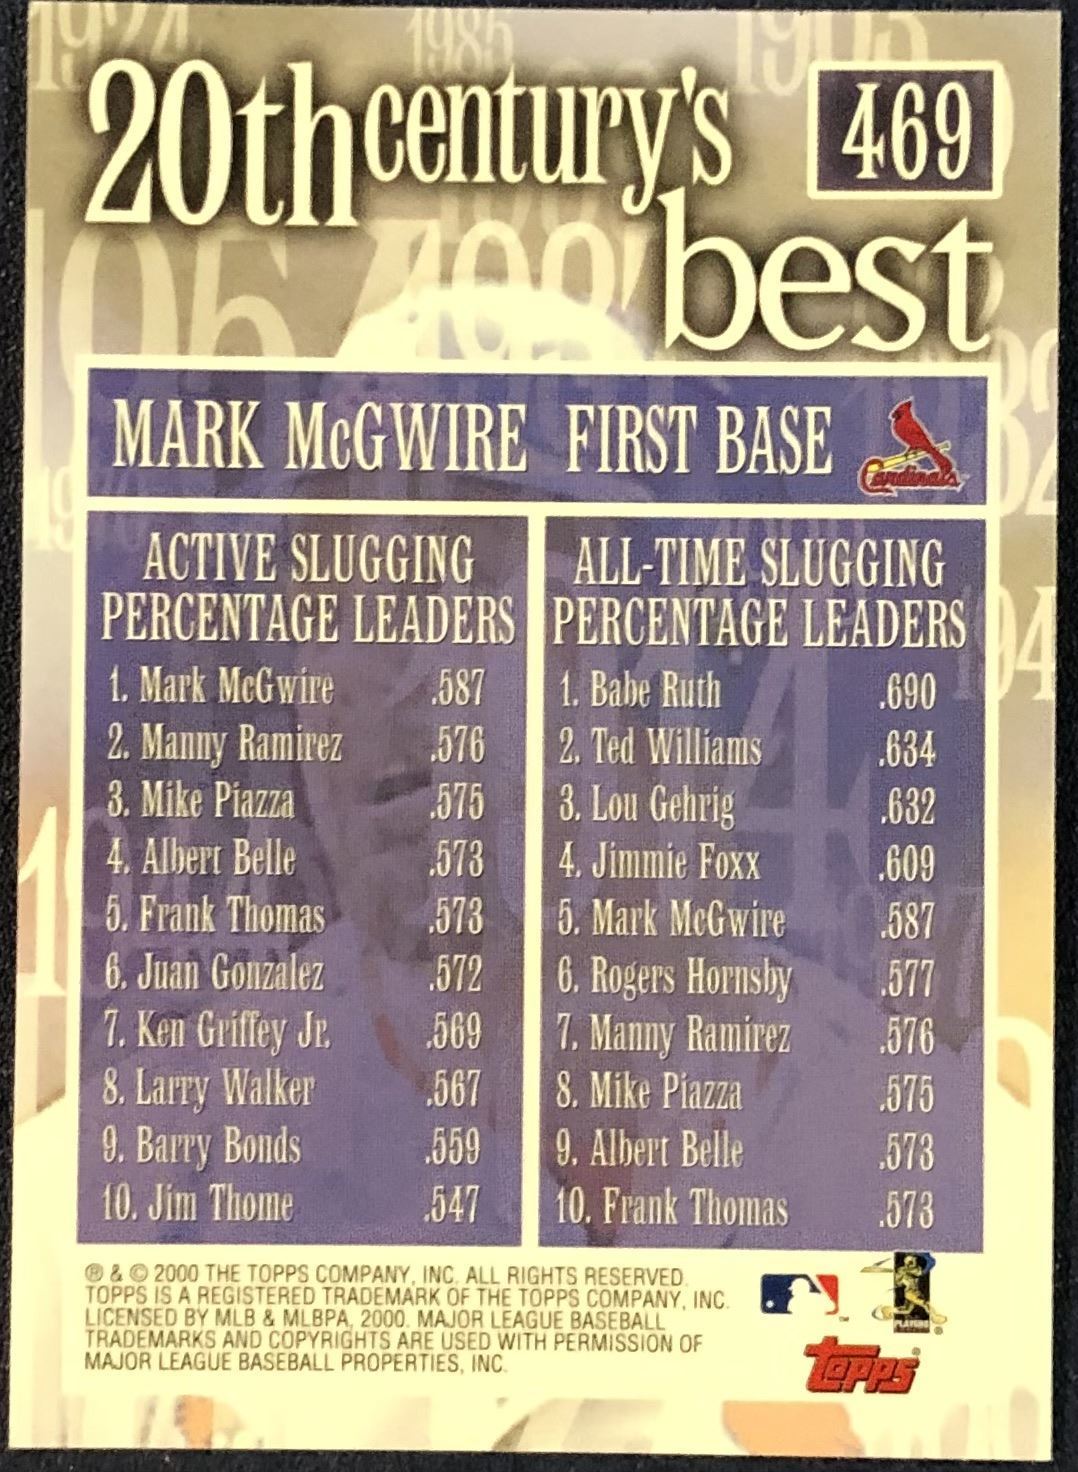 20th century's
best
469
MARK McGWIRE FIRST BASE
Cardinals
ACTIVE SLUGGING
PERCENTAGE LEADERS
1. Mark McGwire .587
2. Manny Ramirez .576
3. Mike Piazza .575
4. Albert Belle .573
5. Frank Thomas .573
6. Juan Gonzalez .572
7. Ken Griffey Jr. .569
8. Larry Walker .567
9. Barry Bonds .559
10. Jim Thome .547
ALL-TIME SLUGGING
PERCENTAGE LEADERS
1. Babe Ruth .690
2. Ted Williams .634
3. Lou Gehrig .632
4. Jimmie Foxx .609
5. Mark McGwire .587
6. Rogers Hornsby .577
7. Manny Ramirez .576
8. Mike Piazza .575
9. Albert Belle .573
10. Frank Thomas .573
® & © 2000 THE TOPPS COMPANY, INC. ALL RIGHTS RESERVED.
TOPPS IS A REGISTERED TRADEMARK OF THE TOPPS COMPANY, INC.
LICENSED BY MLB & MLBPA, 2000. MAJOR LEAGUE BASEBALL
TRADEMARKS AND COPYRIGHTS ARE USED WITH PERMISSION OF
MAJOR LEAGUE BASEBALL PROPERTIES, INC.
PLAYERS
TOPPS
1924
1985